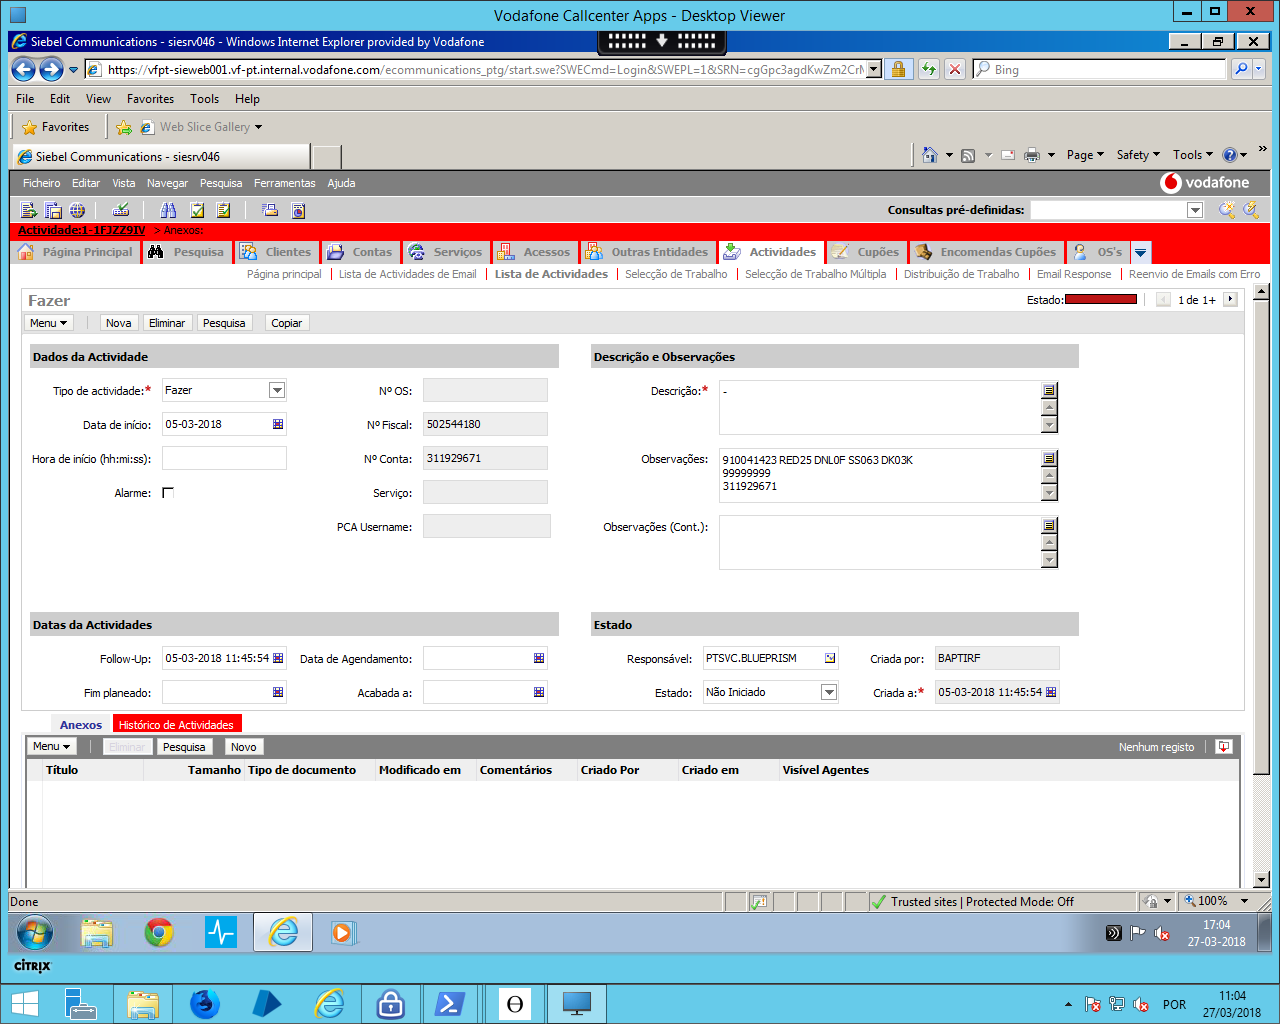 Vodafone Callcenter Apps - Desktop Viewer
Siebel Communications - siesrv046 - Windows Internet Explorer provided by Vodafone
https://vfpt-sieweb001.vf-pt.internal.vodafone.com/ecommunications_ptg/start.swe?SWECmd=Login&SWEPL=1&SRN=cgGpc3agdKwZm2CrN
Bing
File Edit View Favorites Tools Help
Favorites Web Slice Gallery
Siebel Communications - siesrv046
Page Safety Tools
Ficheiro Editar Vista Navegar Pesquisa Ferramentas Ajuda
vodafone
Consultas pré-definidas:
Actividade:1-1FJZZ9IV > Anexos:
Página Principal Pesquisa Clientes Contas Serviços Acessos Outras Entidades Actividades Cupões Encomendas Cupões OS's
Página principal Lista de Actividades de Email Lista de Actividades Selecção de Trabalho Selecção de Trabalho Múltipla Distribuição de Trabalho Email Response Reenvio de Emails com Erro
Fazer
Estado: 1 de 1+
Menu Nova Eliminar Pesquisa Copiar
Dados da Actividade Descrição e Observações
Tipo de actividade:* Fazer Nº OS: Descrição:* -
Data de início: 05-03-2018 Nº Fiscal: 502544180
Hora de início (hh:mi:ss): Nº Conta: 311929671 Observações: 910041423 RED25 DNL0F SS063 DK03K
99999999
311929671
Alarme: Serviço:
PCA Username: Observações (Cont.):
Datas da Actividades Estado
Follow-Up: 05-03-2018 11:45:54 Data de Agendamento: Responsável: PTSVC.BLUEPRISM Criada por: BAPTIRF
Fim planeado: Acabada a: Estado: Não Iniciado Criada a:* 05-03-2018 11:45:54
Anexos Histórico de Actividades
Menu Eliminar Pesquisa Novo Nenhum registo
Título Tamanho Tipo de documento Modificado em Comentários Criado Por Criado em Visível Agentes
Done Trusted sites | Protected Mode: Off 100%
17:04
27-03-2018
CİTRIX
11:04
POR
27/03/2018